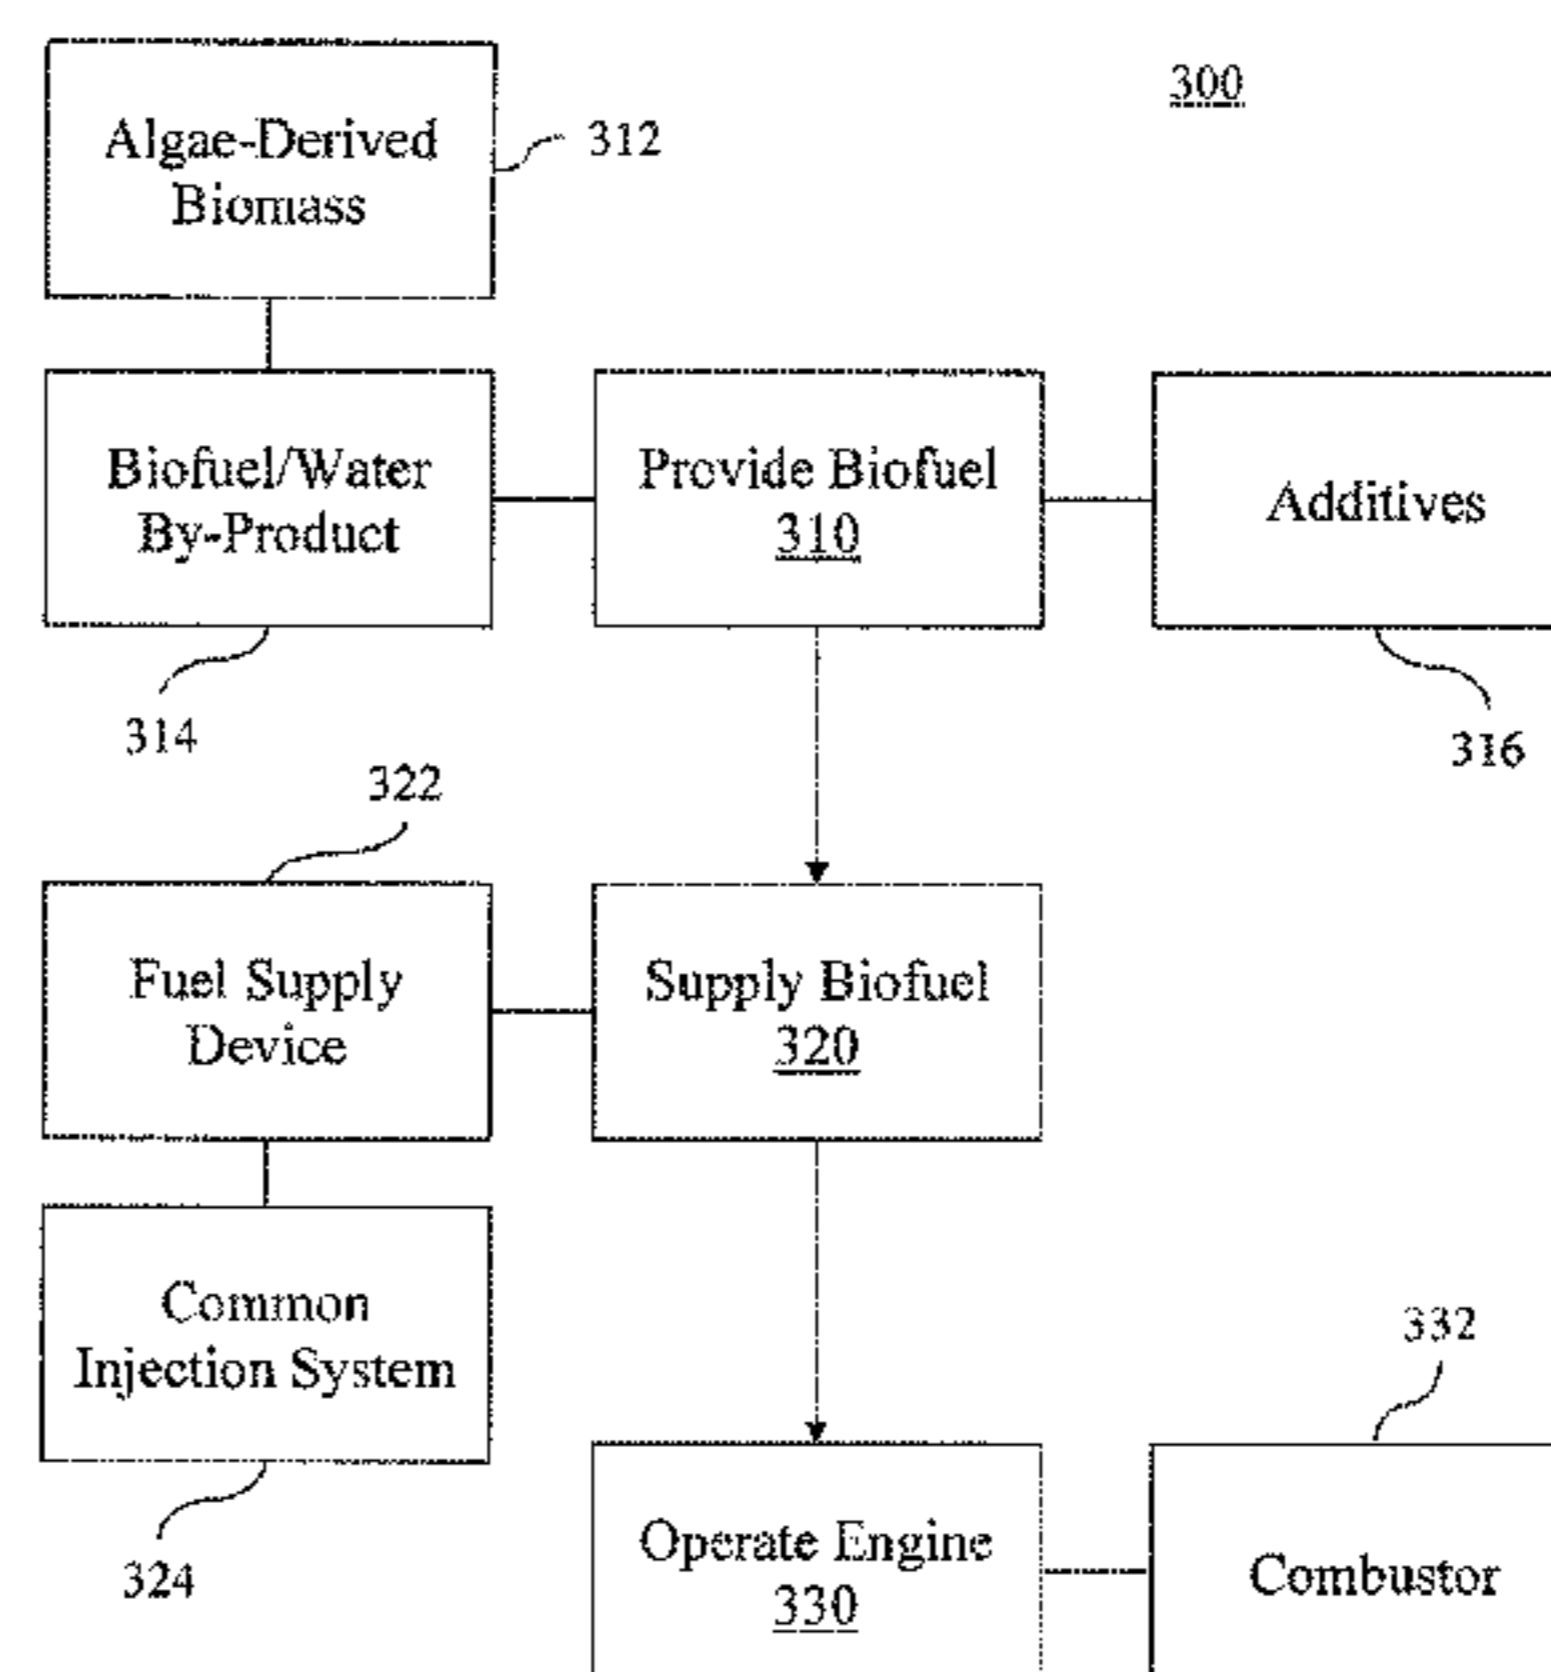 300
Algae-Derived
Biomass
312
Biofuel/Water
By-Product
Provide Biofuel
310
Additives
314
316
322
Fuel Supply
Device
Supply Biofuel
320
Common
Injection System
324
332
Operate Engine
330
Combustor